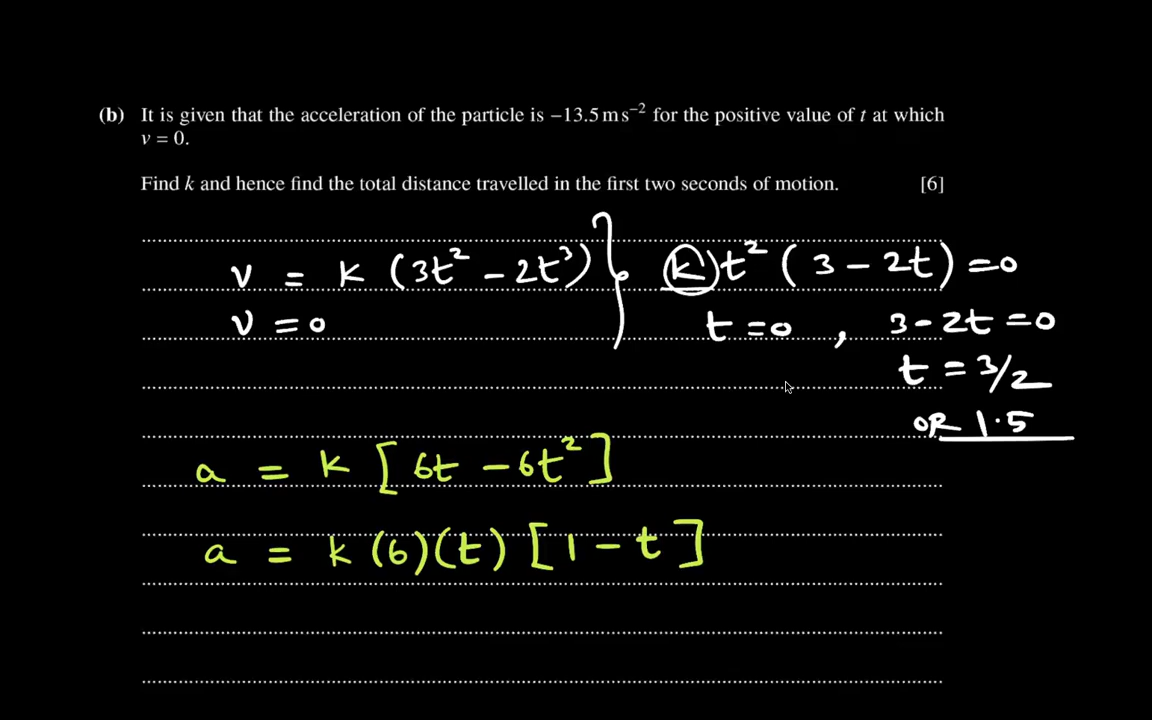 (b) It is given that the acceleration of the particle is −13.5 m s⁻² for the positive value of t at which
v = 0.
Find k and hence find the total distance travelled in the first two seconds of motion. [6]
v = k (3t² − 2t³) } k t² (3 − 2t) = 0
v = 0 t = 0 , 3 − 2t = 0
t = 3/2
OR 1.5
a = k [6t − 6t²]
a = k (6)(t) [1 − t]